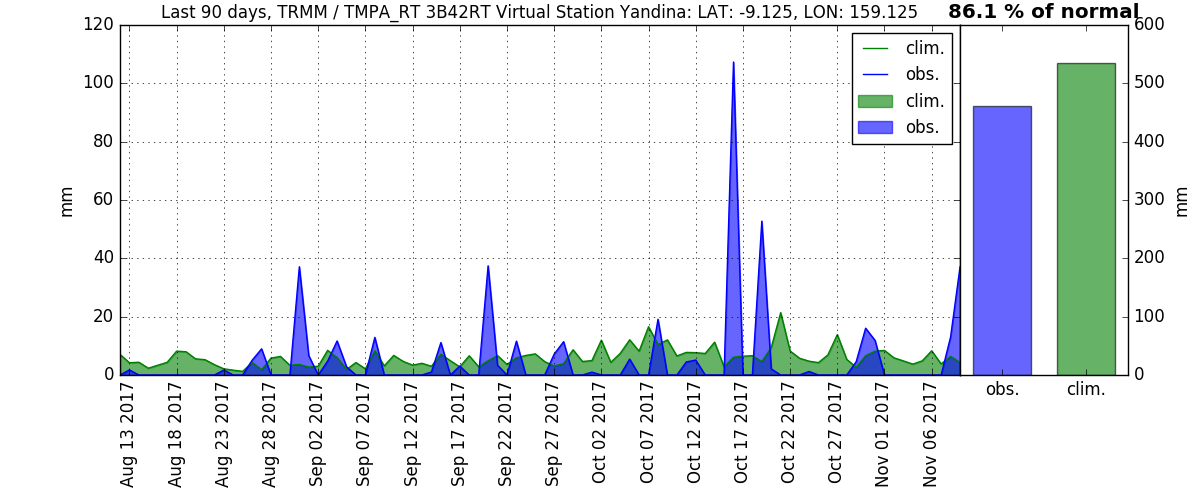 Last 90 days, TRMM / TMPA_RT 3B42RT Virtual Station Yandina: LAT: -9.125, LON: 159.125
86.1 % of normal
120
100
80
60
40
20
0
mm
clim.
obs.
clim.
obs.
600
500
400
300
200
100
0
mm
Aug 13 2017
Aug 18 2017
Aug 23 2017
Aug 28 2017
Sep 02 2017
Sep 07 2017
Sep 12 2017
Sep 17 2017
Sep 22 2017
Sep 27 2017
Oct 02 2017
Oct 07 2017
Oct 12 2017
Oct 17 2017
Oct 22 2017
Oct 27 2017
Nov 01 2017
Nov 06 2017
obs.
clim.